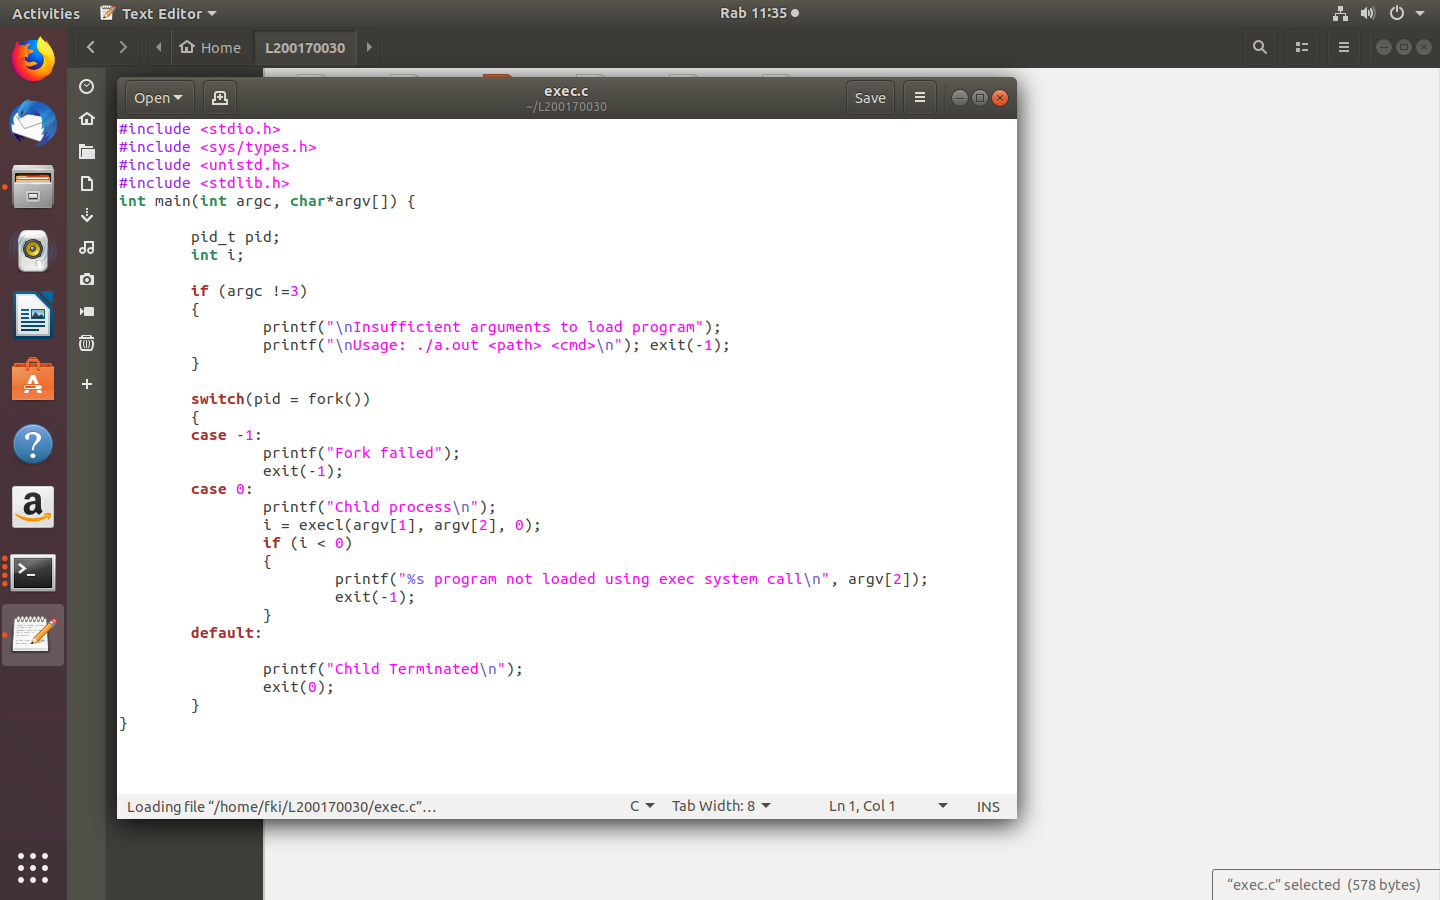 Activities
Text Editor
Rab 11:35
Home
L200170030
Open
exec.c
~/L200170030
Save
#include <stdio.h>
#include <sys/types.h>
#include <unistd.h>
#include <stdlib.h>
int main(int argc, char*argv[]) {
pid_t pid;
int i;
if (argc !=3)
{
printf("\nInsufficient arguments to load program");
printf("\nUsage: ./a.out <path> <cmd>\n"); exit(-1);
}
switch(pid = fork())
{
case -1:
printf("Fork failed");
exit(-1);
case 0:
printf("Child process\n");
i = execl(argv[1], argv[2], 0);
if (i < 0)
{
printf("%s program not loaded using exec system call\n", argv[2]);
exit(-1);
}
default:
printf("Child Terminated\n");
exit(0);
}
}
Loading file “/home/fki/L200170030/exec.c”…
C
Tab Width: 8
Ln 1, Col 1
INS
“exec.c” selected (578 bytes)